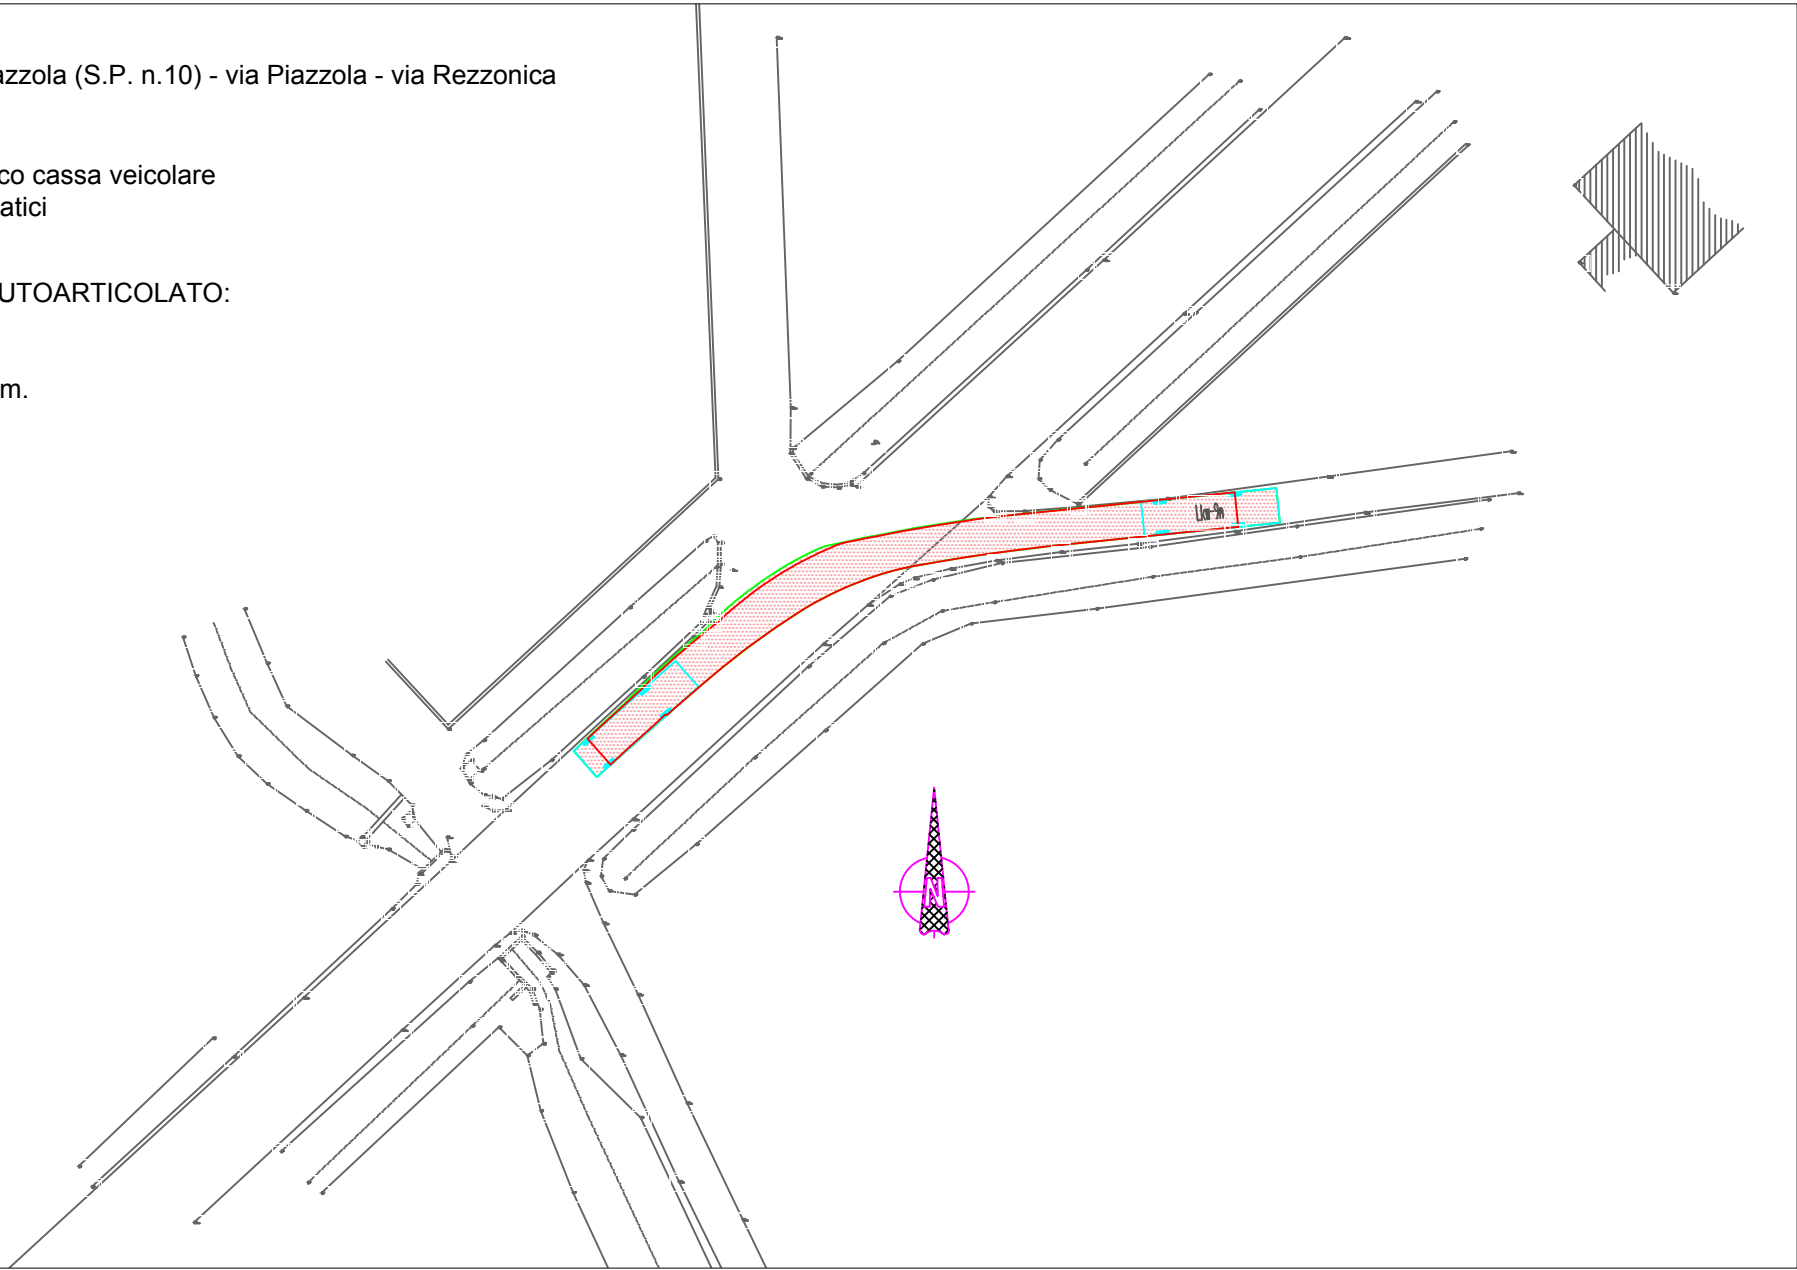 azzola (S.P. n.10) - via Piazzola - via Rezzonica
co cassa veicolare
atici
UTOARTICOLATO:
m.
N